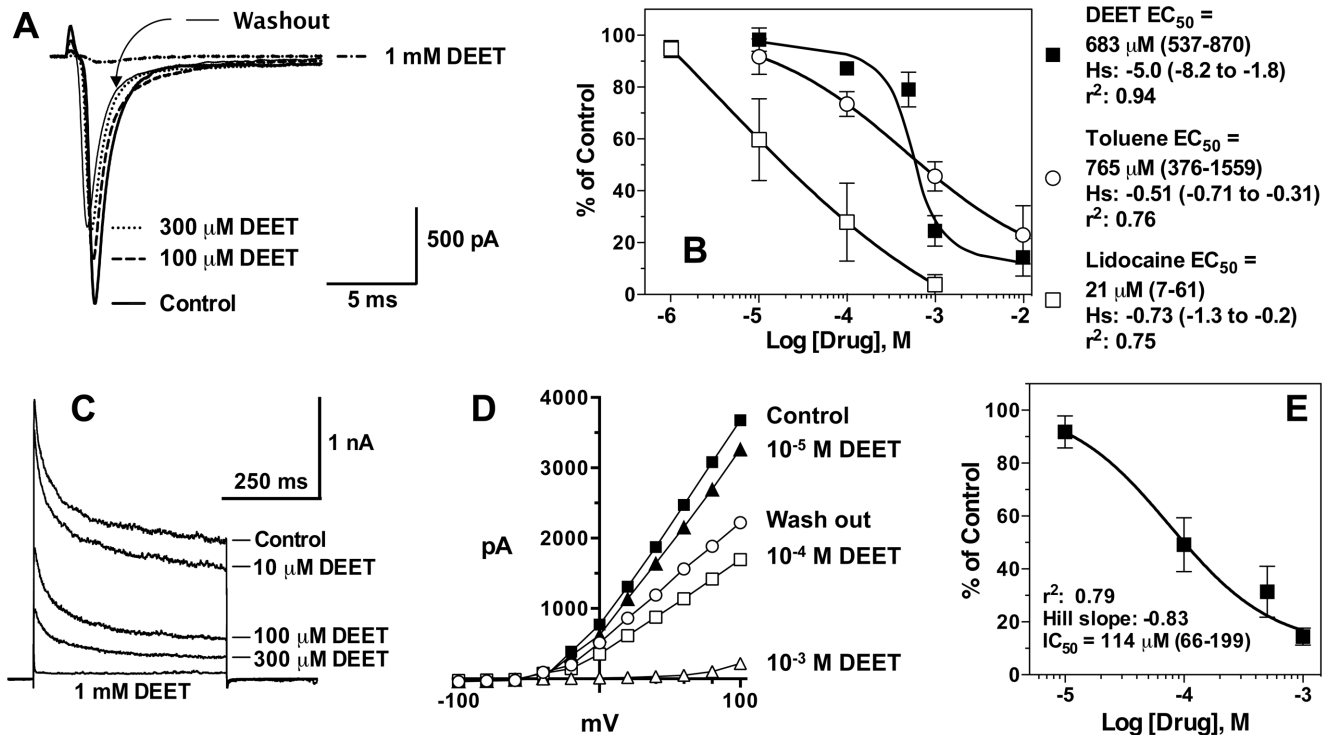 A
Washout
1 mM DEET
300 μM DEET
100 μM DEET
Control
500 pA
5 ms
B
% of Control
100
80
60
40
20
0
-6
-5
-4
-3
-2
Log [Drug], M
DEET EC50 =
683 μM (537-870)
Hs: -5.0 (-8.2 to -1.8)
r2: 0.94
Toluene EC50 =
765 μM (376-1559)
Hs: -0.51 (-0.71 to -0.31)
r2: 0.76
Lidocaine EC50 =
21 μM (7-61)
Hs: -0.73 (-1.3 to -0.2)
r2: 0.75
C
1 nA
250 ms
Control
10 μM DEET
100 μM DEET
300 μM DEET
1 mM DEET
D
4000
3000
2000
1000
pA
-100
100
mV
Control
10-5 M DEET
Wash out
10-4 M DEET
10-3 M DEET
E
% of Control
100
80
60
40
20
0
r2: 0.79
Hill slope: -0.83
IC50 = 114 μM (66-199)
-5
-4
-3
Log [Drug], M